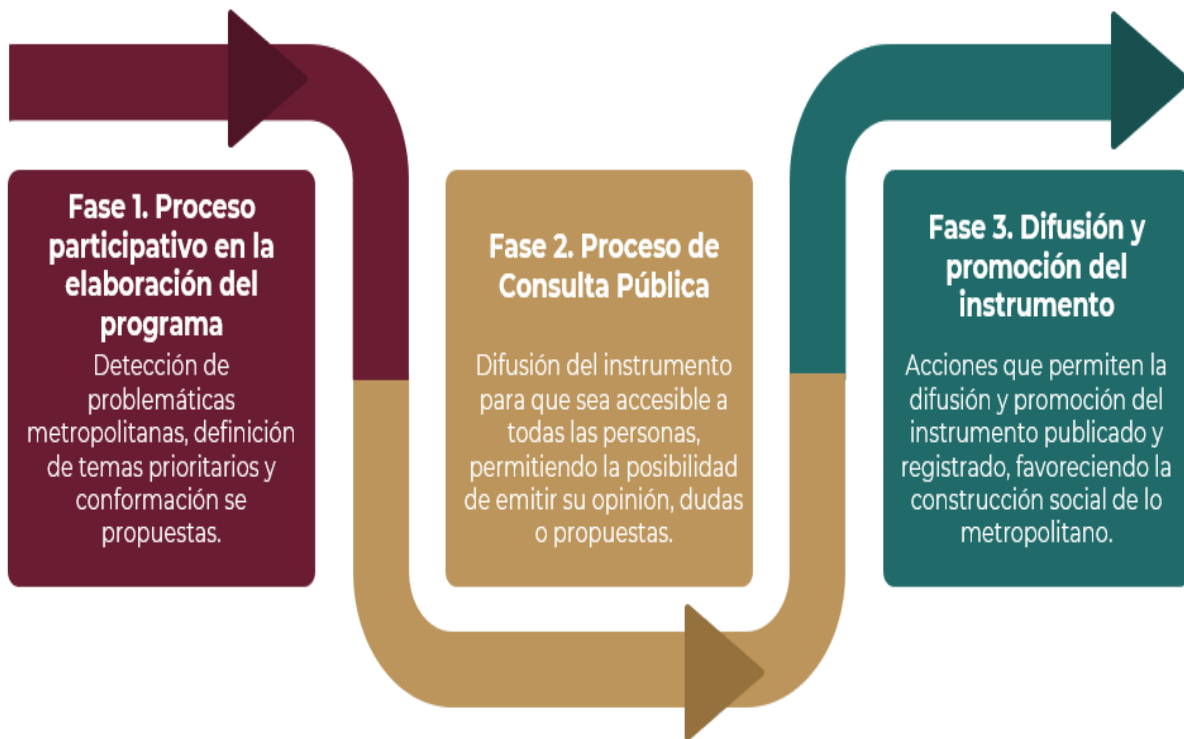 Fase 1. Proceso
participativo en la
elaboración del
programa
Detección de
problemáticas
metropolitanas, definición
de temas prioritarios y
conformación se
propuestas.
Fase 2. Proceso de
Consulta Pública
Difusión del instrumento
para que sea accesible a
todas las personas,
permitiendo la posibilidad
de emitir su opinión, dudas
o propuestas.
Fase 3. Difusión y
promoción del
instrumento
Acciones que permiten la
difusión y promoción del
instrumento publicado y
registrado, favoreciendo la
construcción social de lo
metropolitano.